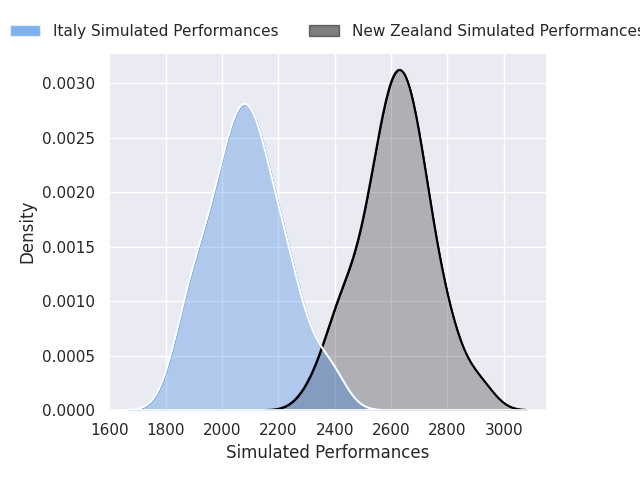 Italy Simulated Performances
New Zealand Simulated Performances
0.0030
0.0025
0.0020
0.0015
0.0010
0.0005
0.0000
Density
1600 1800 2000 2200 2400 2600 2800 3000
Simulated Performances